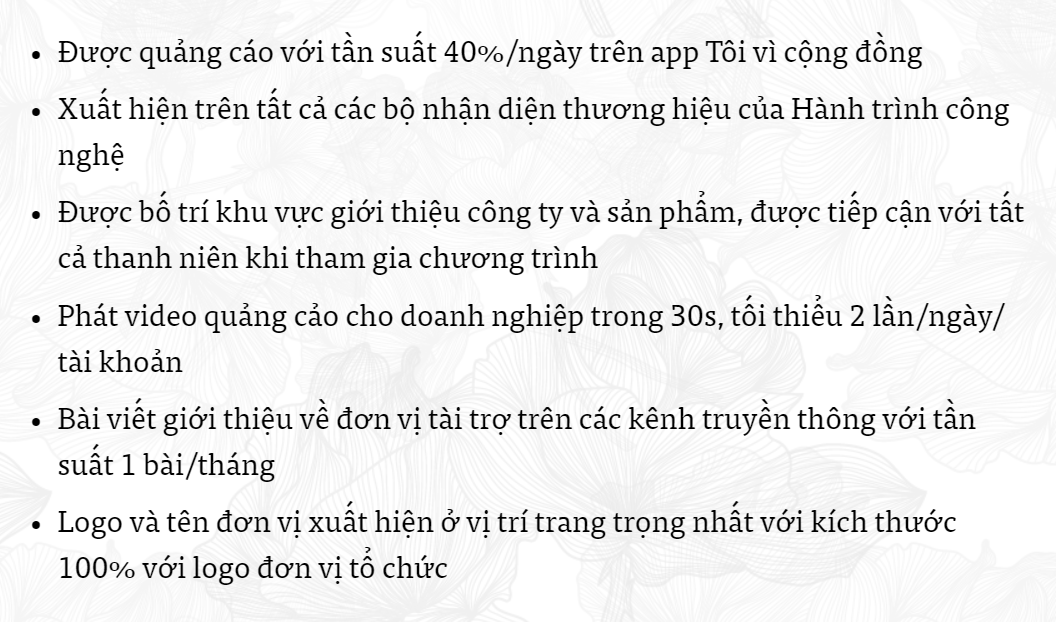 • Được quảng cáo với tần suất 40%/ngày trên app Tôi vì cộng đồng
• Xuất hiện trên tất cả các bộ nhận diện thương hiệu của Hành trình công
nghệ
• Được bố trí khu vực giới thiệu công ty và sản phẩm, được tiếp cận với tất
cả thanh niên khi tham gia chương trình
• Phát video quảng cảo cho doanh nghiệp trong 30s, tối thiểu 2 lần/ngày/
tài khoản
• Bài viết giới thiệu về đơn vị tài trợ trên các kênh truyền thông với tần
suất 1 bài/tháng
• Logo và tên đơn vị xuất hiện ở vị trí trang trọng nhất với kích thước
100% với logo đơn vị tổ chức